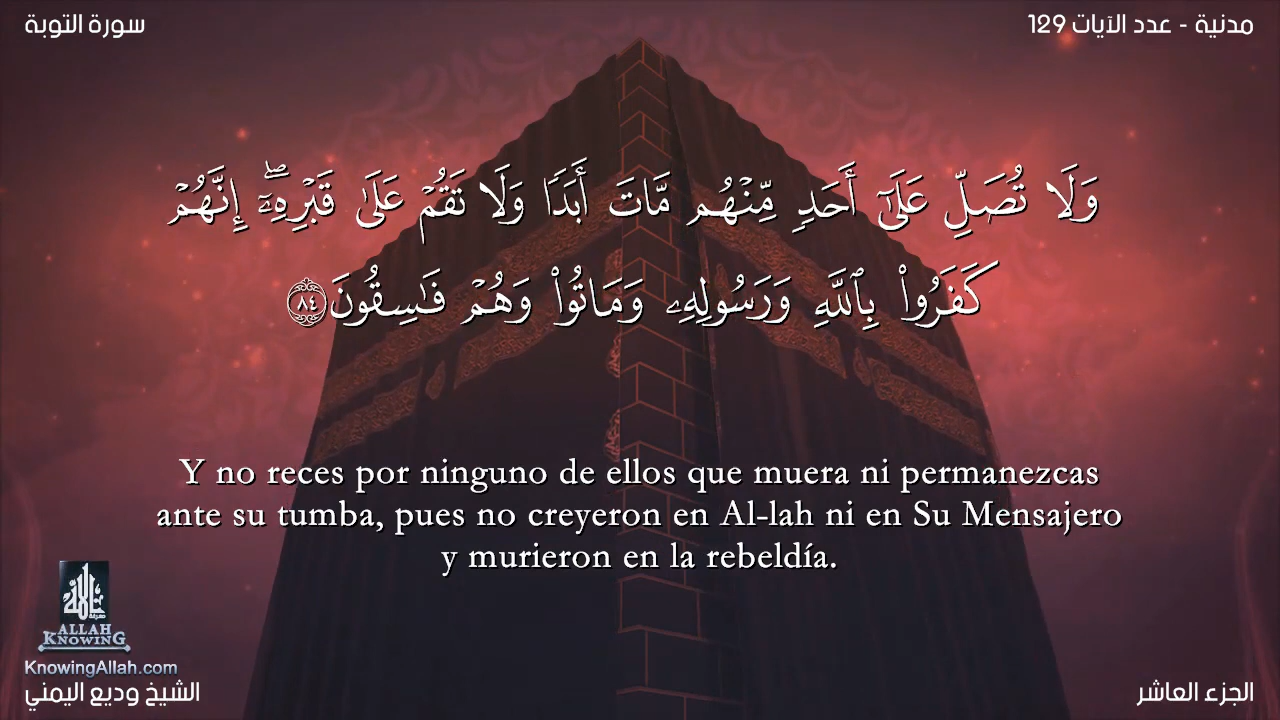 سورة التوبة
مدنية - عدد الآيات 129
وَلَا تُصَلِّ عَلَىٰٓ أَحَدٖ مِّنۡهُم مَّاتَ أَبَدٗا وَلَا تَقُمۡ عَلَىٰ قَبۡرِهِۦٓۖ إِنَّهُمۡ
كَفَرُواْ بِٱللَّهِ وَرَسُولِهِۦ وَمَاتُواْ وَهُمۡ فَٰسِقُونَ ٨٤
Y no reces por ninguno de ellos que muera ni permanezcas
ante su tumba, pues no creyeron en Al-lah ni en Su Mensajero
y murieron en la rebeldía.
ALLAH
KNOWING
KnowingAllah.com
الشيخ وديع اليمني
الجزء العاشر